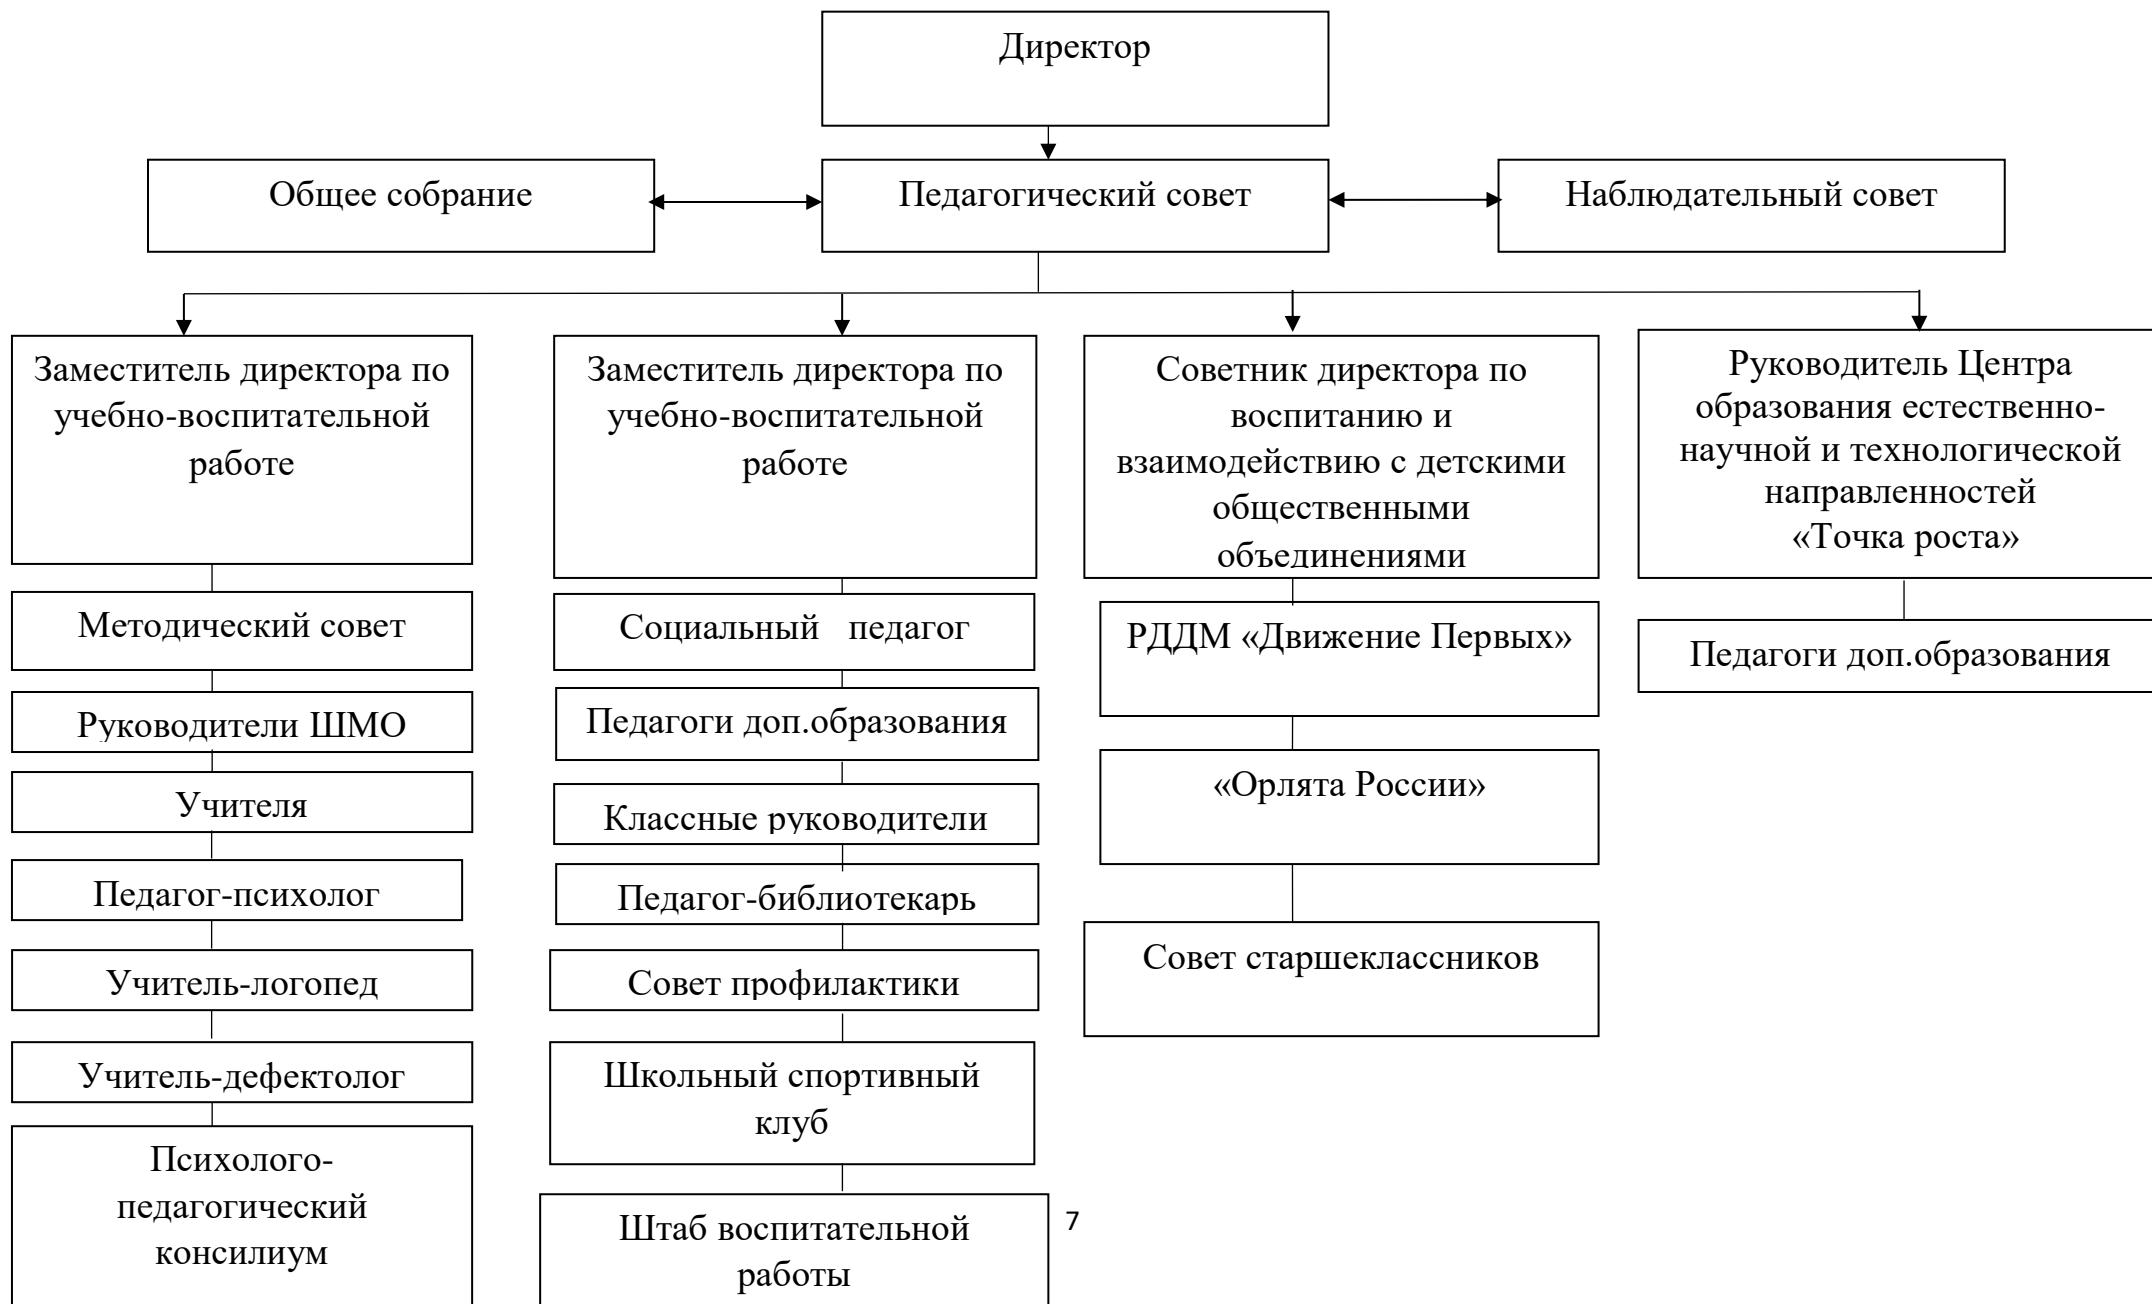 Директор
Общее собрание
Педагогический совет
Наблюдательный совет
Заместитель директора по
учебно-воспитательной
работе
Методический совет
Руководители ШМО
Учителя
Педагог-психолог
Учитель-логопед
Учитель-дефектолог
Психолого-
педагогический
консилиум
Заместитель директора по
учебно-воспитательной
работе
Социальный педагог
Педагоги доп.образования
Классные руководители
Педагог-библиотекарь
Совет профилактики
Школьный спортивный
клуб
Штаб воспитательной
работы
Советник директора по
воспитанию и
взаимодействию с детскими
общественными
объединениями
РДДМ «Движение Первых»
«Орлята России»
Совет старшеклассников
Руководитель Центра
образования естественно-
научной и технологической
направленностей
«Точка роста»
Педагоги доп.образования
7